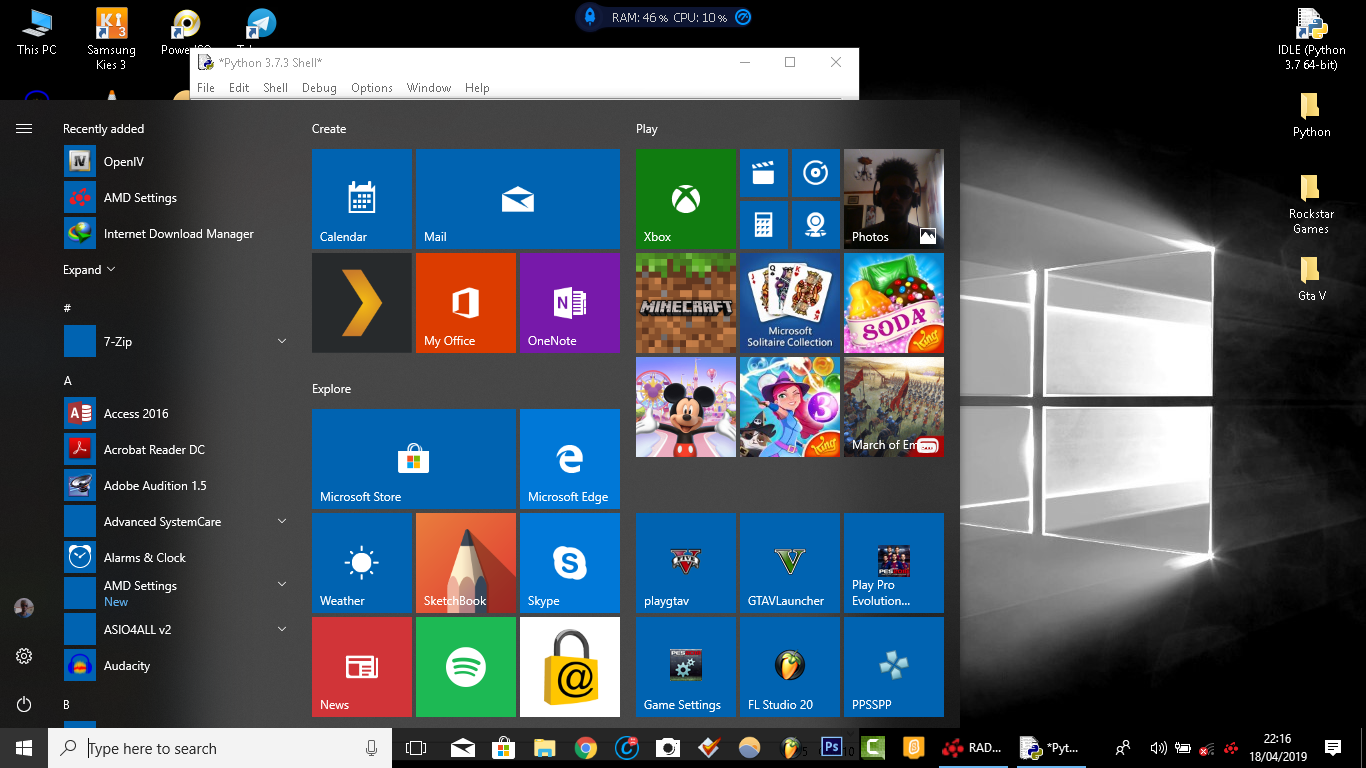 RAM: 46 % CPU: 10 %
This PC
Samsung
Kies 3
IDLE (Python
3.7 64-bit)
*Python 3.7.3 Shell*
File Edit Shell Debug Options Window Help
Python
Rockstar
Games
Gta V
Recently added
OpenIV
AMD Settings
Internet Download Manager
Expand
#
7-Zip
A
Access 2016
Acrobat Reader DC
Adobe Audition 1.5
Advanced SystemCare
Alarms & Clock
AMD Settings
New
ASIO4ALL v2
Audacity
B
Create
Calendar
Mail
My Office
OneNote
Explore
Microsoft Store
Microsoft Edge
Weather
SketchBook
Skype
News
Play
Xbox
Photos
MINECRAFT
Microsoft
Solitaire Collection
SODA
King
3
King
March of Em
playgtav
GTAVLauncher
Play Pro
Evolution...
Game Settings
FL Studio 20
PPSSPP
Type here to search
Ps
RAD...
*Pyt...
22:16
18/04/2019